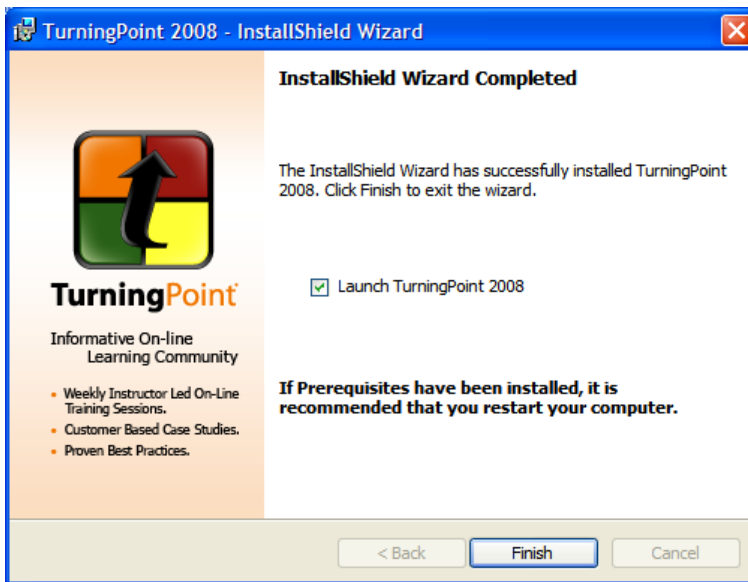 TurningPoint 2008 - InstallShield Wizard
InstallShield Wizard Completed
The InstallShield Wizard has successfully installed TurningPoint
2008. Click Finish to exit the wizard.
Launch TurningPoint 2008
If Prerequisites have been installed, it is
recommended that you restart your computer.
t
TurningPoint
Informative On-line
Learning Community
• Weekly Instructor Led On-Line
Training Sessions.
• Customer Based Case Studies.
• Proven Best Practices.
< Back
Finish
Cancel